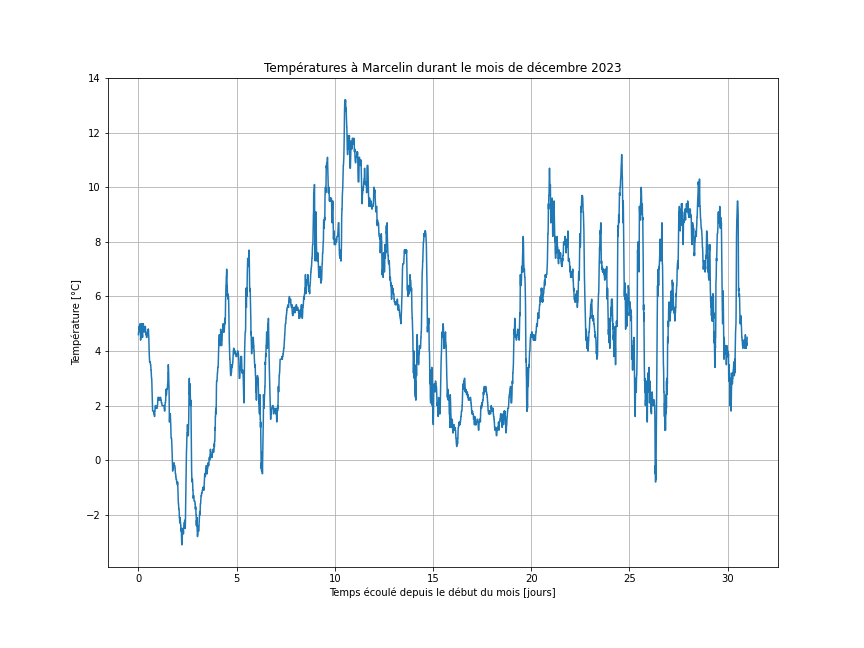 Températures à Marcelin durant le mois de décembre 2023
14
12
10
8
6
4
2
0
−2
Température [°C]
0 5 10 15 20 25 30
Temps écoulé depuis le début du mois [jours]